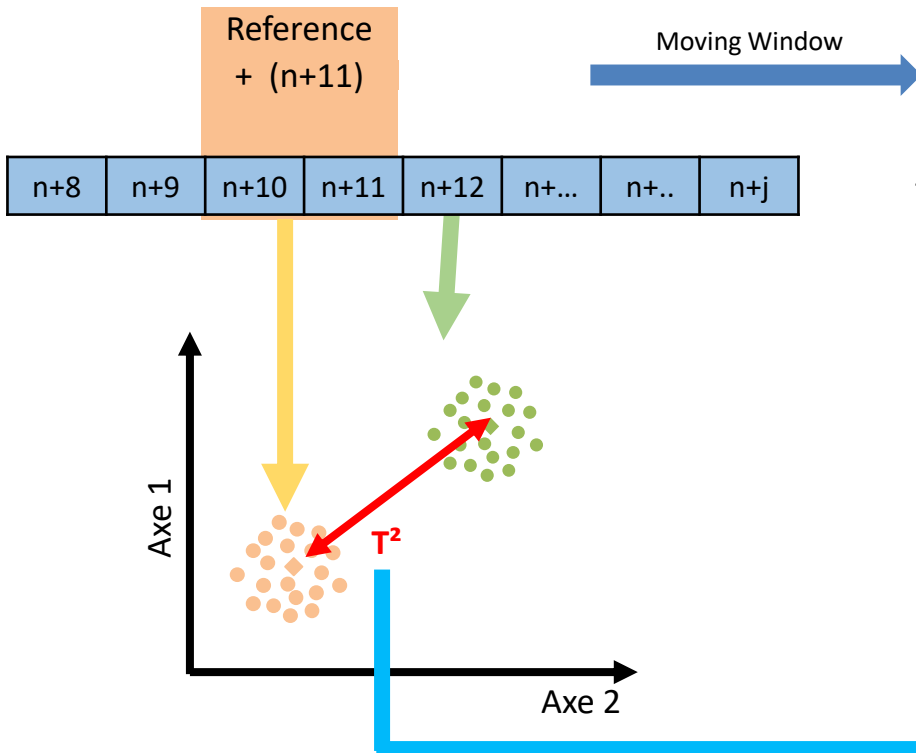 Reference
+ (n+11)
Moving Window
n+8 n+9 n+10 n+11 n+12 n+... n+.. n+j
Axe 1
T²
Axe 2